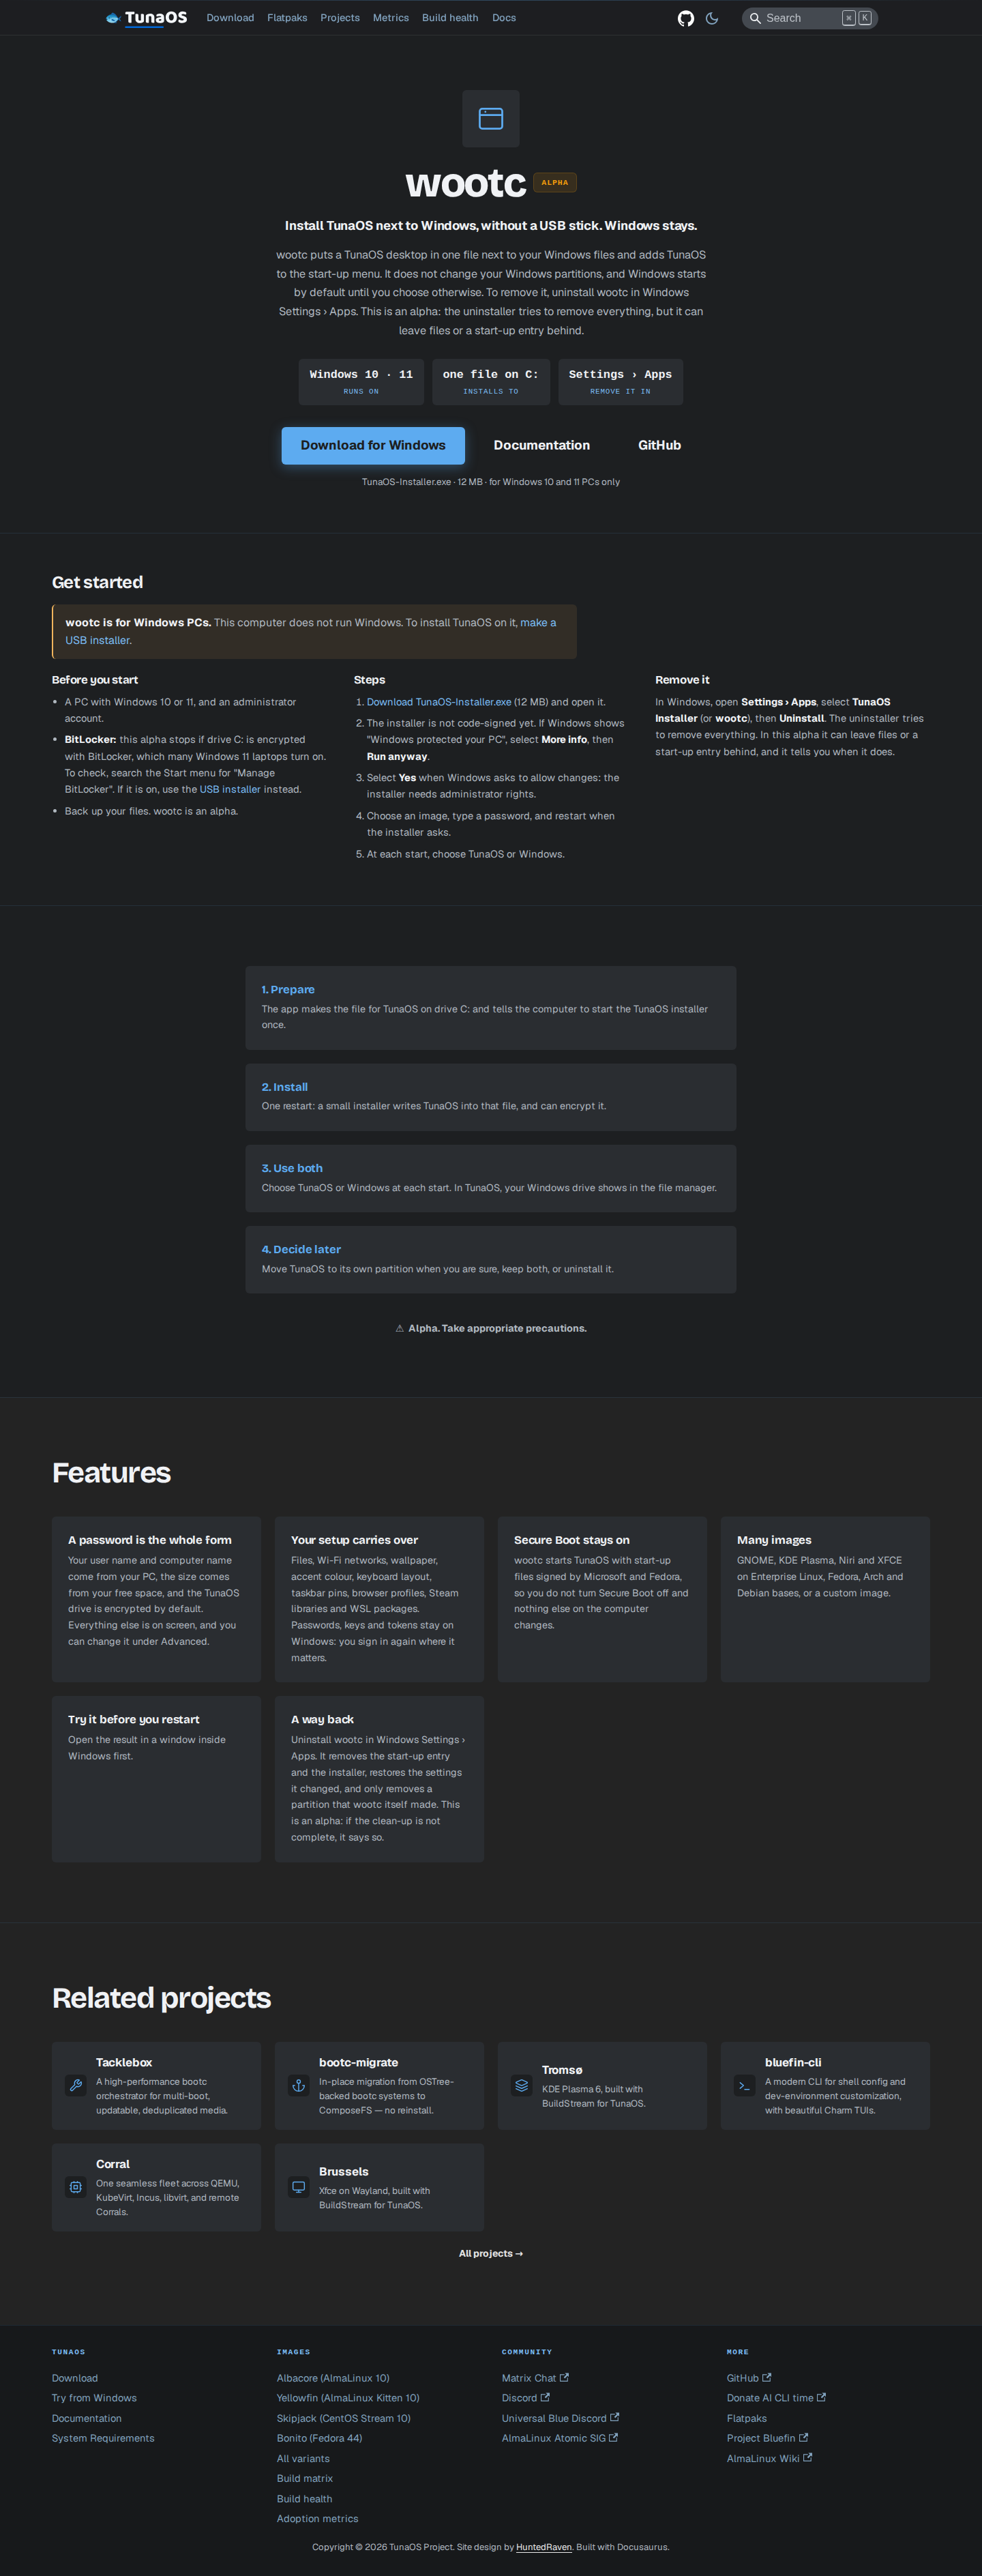 TunaOS Download Flatpaks Projects Metrics Build health Docs Search ⌘ K
wootc ALPHA
Install TunaOS next to Windows, without a USB stick. Windows stays.
wootc puts a TunaOS desktop in one file next to your Windows files and adds TunaOS
to the start-up menu. It does not change your Windows partitions, and Windows starts
by default until you choose otherwise. To remove it, uninstall wootc in Windows
Settings › Apps. This is an alpha: the uninstaller tries to remove everything, but it can
leave files or a start-up entry behind.
Windows 10 · 11 one file on C: Settings › Apps
RUNS ON INSTALLS TO REMOVE IT IN
Download for Windows Documentation GitHub
TunaOS-Installer.exe · 12 MB · for Windows 10 and 11 PCs only
Get started
wootc is for Windows PCs. This computer does not run Windows. To install TunaOS on it, make a
USB installer.
Before you start
• A PC with Windows 10 or 11, and an administrator
account.
• BitLocker: this alpha stops if drive C: is encrypted
with BitLocker, which many Windows 11 laptops turn on.
To check, search the Start menu for "Manage
BitLocker". If it is on, use the USB installer instead.
• Back up your files. wootc is an alpha.
Steps
1. Download TunaOS-Installer.exe (12 MB) and open it.
2. The installer is not code-signed yet. If Windows shows
"Windows protected your PC", select More info, then
Run anyway.
3. Select Yes when Windows asks to allow changes: the
installer needs administrator rights.
4. Choose an image, type a password, and restart when
the installer asks.
5. At each start, choose TunaOS or Windows.
Remove it
In Windows, open Settings › Apps, select TunaOS
Installer (or wootc), then Uninstall. The uninstaller tries
to remove everything. In this alpha it can leave files or a
start-up entry behind, and it tells you when it does.
1. Prepare
The app makes the file for TunaOS on drive C: and tells the computer to start the TunaOS installer
once.
2. Install
One restart: a small installer writes TunaOS into that file, and can encrypt it.
3. Use both
Choose TunaOS or Windows at each start. In TunaOS, your Windows drive shows in the file manager.
4. Decide later
Move TunaOS to its own partition when you are sure, keep both, or uninstall it.
⚠ Alpha. Take appropriate precautions.
Features
A password is the whole form
Your user name and computer name
come from your PC, the size comes
from your free space, and the TunaOS
drive is encrypted by default.
Everything else is on screen, and you
can change it under Advanced.
Your setup carries over
Files, Wi-Fi networks, wallpaper,
accent colour, keyboard layout,
taskbar pins, browser profiles, Steam
libraries and WSL packages.
Passwords, keys and tokens stay on
Windows: you sign in again where it
matters.
Secure Boot stays on
wootc starts TunaOS with start-up
files signed by Microsoft and Fedora,
so you do not turn Secure Boot off and
nothing else on the computer
changes.
Many images
GNOME, KDE Plasma, Niri and XFCE
on Enterprise Linux, Fedora, Arch and
Debian bases, or a custom image.
Try it before you restart
Open the result in a window inside
Windows first.
A way back
Uninstall wootc in Windows Settings ›
Apps. It removes the start-up entry
and the installer, restores the settings
it changed, and only removes a
partition that wootc itself made. This
is an alpha: if the clean-up is not
complete, it says so.
Related projects
Tacklebox
A high-performance bootc
orchestrator for multi-boot,
updatable, deduplicated media.
bootc-migrate
In-place migration from OSTree-
backed bootc systems to
ComposeFS — no reinstall.
Tromsø
KDE Plasma 6, built with
BuildStream for TunaOS.
bluefin-cli
A modern CLI for shell config and
dev-environment customization,
with beautiful Charm TUIs.
Corral
One seamless fleet across QEMU,
KubeVirt, Incus, libvirt, and remote
Corrals.
Brussels
Xfce on Wayland, built with
BuildStream for TunaOS.
All projects →
TUNAOS
Download
Try from Windows
Documentation
System Requirements
IMAGES
Albacore (AlmaLinux 10)
Yellowfin (AlmaLinux Kitten 10)
Skipjack (CentOS Stream 10)
Bonito (Fedora 44)
All variants
Build matrix
Build health
Adoption metrics
COMMUNITY
Matrix Chat
Discord
Universal Blue Discord
AlmaLinux Atomic SIG
MORE
GitHub
Donate AI CLI time
Flatpaks
Project Bluefin
AlmaLinux Wiki
Copyright © 2026 TunaOS Project. Site design by HuntedRaven. Built with Docusaurus.